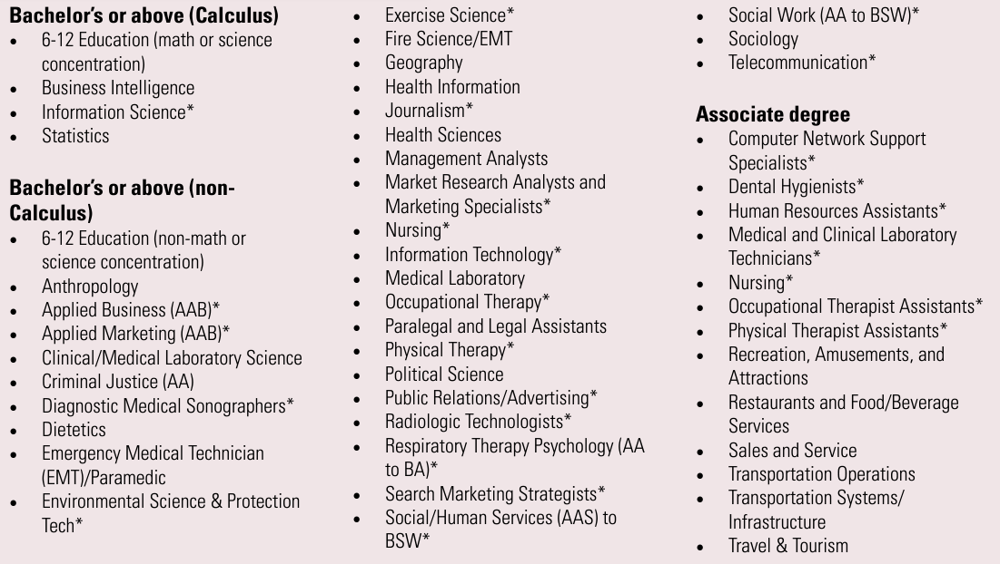 Bachelor's or above (Calculus)
• 6-12 Education (math or science
concentration)
• Business Intelligence
• Information Science*
• Statistics
Bachelor's or above (non-
Calculus)
• 6-12 Education (non-math or
science concentration)
• Anthropology
• Applied Business (AAB)*
• Applied Marketing (AAB)*
• Clinical/Medical Laboratory Science
• Criminal Justice (AA)
• Diagnostic Medical Sonographers*
• Dietetics
• Emergency Medical Technician
(EMT)/Paramedic
• Environmental Science & Protection
Tech*
• Exercise Science*
• Fire Science/EMT
• Geography
• Health Information
• Journalism*
• Health Sciences
• Management Analysts
• Market Research Analysts and
Marketing Specialists*
• Nursing*
• Information Technology*
• Medical Laboratory
• Occupational Therapy*
• Paralegal and Legal Assistants
• Physical Therapy*
• Political Science
• Public Relations/Advertising*
• Radiologic Technologists*
• Respiratory Therapy Psychology (AA
to BA)*
• Search Marketing Strategists*
• Social/Human Services (AAS) to
BSW*
• Social Work (AA to BSW)*
• Sociology
• Telecommunication*
Associate degree
• Computer Network Support
Specialists*
• Dental Hygienists*
• Human Resources Assistants*
• Medical and Clinical Laboratory
Technicians*
• Nursing*
• Occupational Therapist Assistants*
• Physical Therapist Assistants*
• Recreation, Amusements, and
Attractions
• Restaurants and Food/Beverage
Services
• Sales and Service
• Transportation Operations
• Transportation Systems/
Infrastructure
• Travel & Tourism